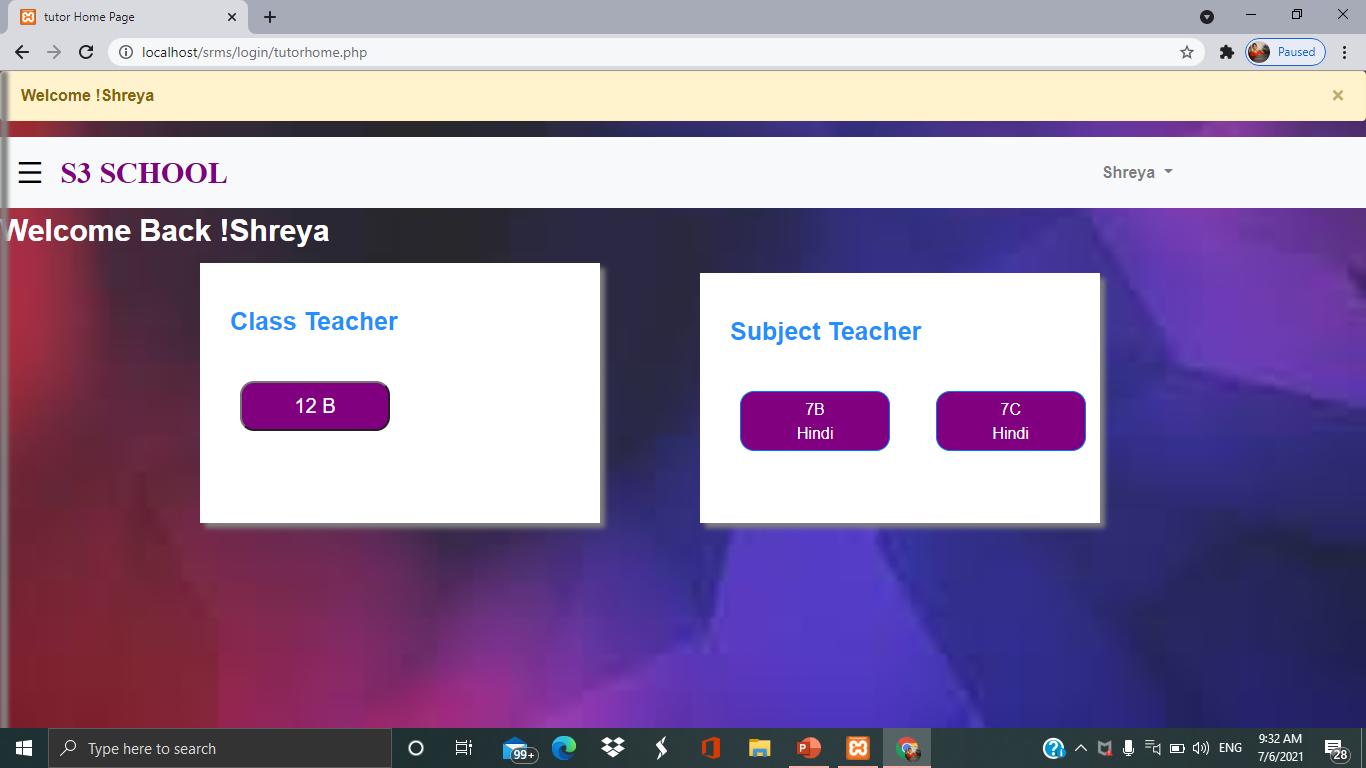 tutor Home Page
localhost/srms/login/tutorhome.php
Paused
Welcome !Shreya
×
S3 SCHOOL
Shreya
Welcome Back !Shreya
Class Teacher
12 B
Subject Teacher
7B
Hindi
7C
Hindi
Type here to search
99+
ENG
9:32 AM
7/6/2021
28